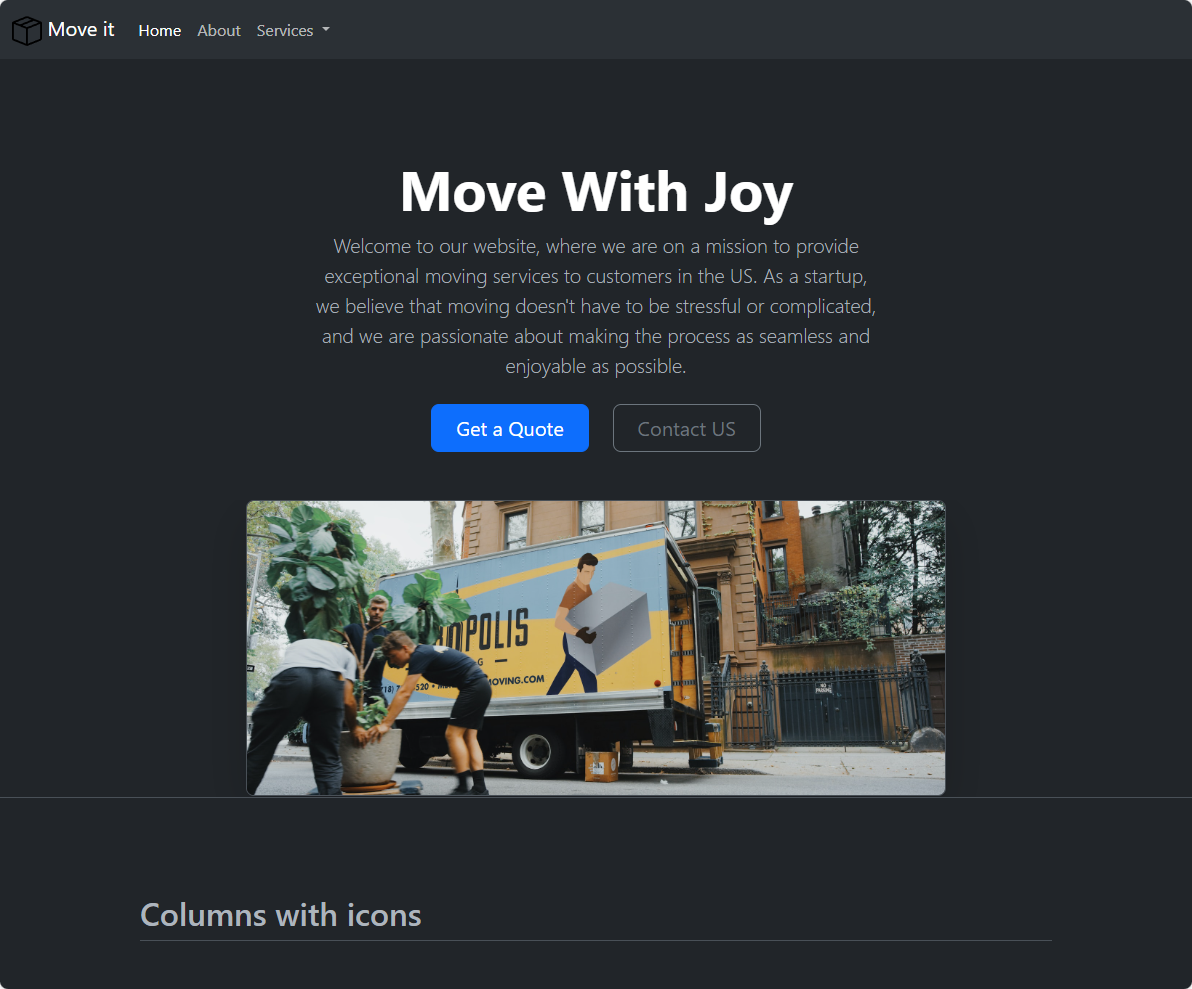 Move it
Home
About
Services
Move With Joy
Welcome to our website, where we are on a mission to provide
exceptional moving services to customers in the US. As a startup,
we believe that moving doesn't have to be stressful or complicated,
and we are passionate about making the process as seamless and
enjoyable as possible.
Get a Quote
Contact US
POLIS
MOVING.COM
NO
PARKING
Columns with icons